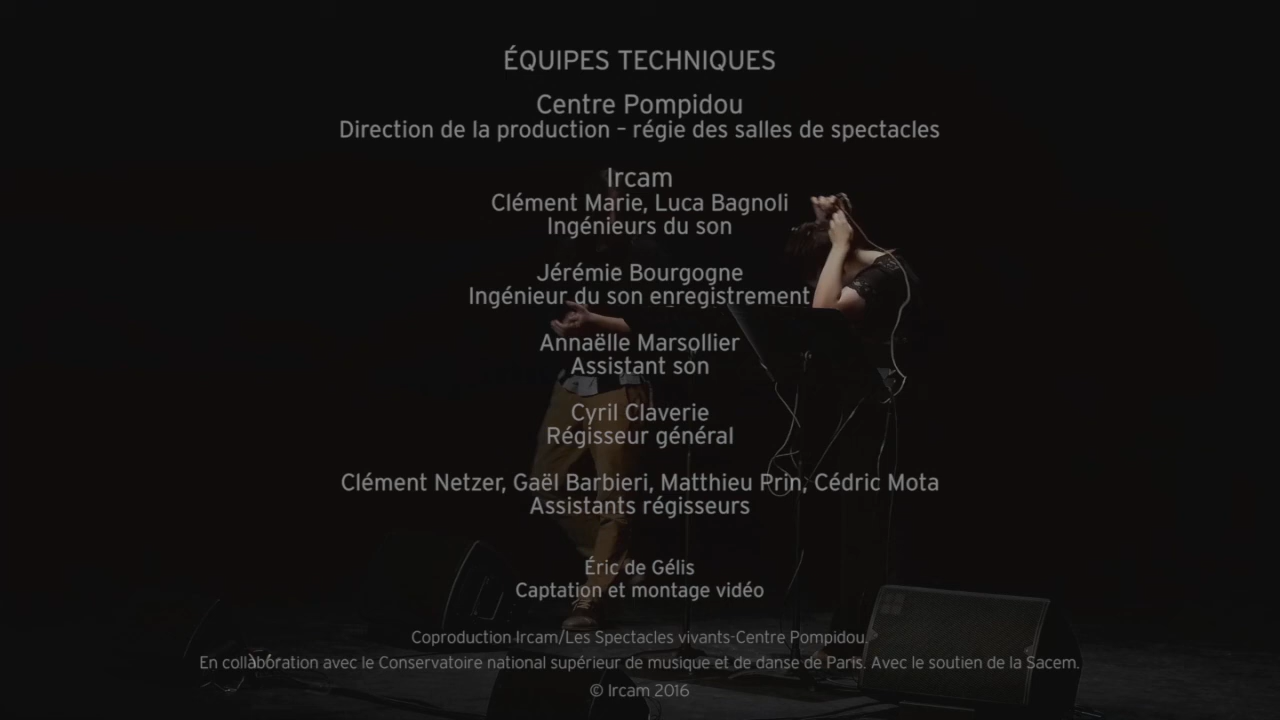 ÉQUIPES TECHNIQUES
Centre Pompidou
Direction de la production – régie des salles de spectacles
Ircam
Clément Marie, Luca Bagnoli
Ingénieurs du son
Jérémie Bourgogne
Ingénieur du son enregistrement
Annaëlle Marsollier
Assistant son
Cyril Claverie
Régisseur général
Clément Netzer, Gaël Barbieri, Matthieu Prin, Cédric Mota
Assistants régisseurs
Éric de Gélis
Captation et montage vidéo
Coproduction Ircam/Les Spectacles vivants-Centre Pompidou.
En collaboration avec le Conservatoire national supérieur de musique et de danse de Paris. Avec le soutien de la Sacem.
© Ircam 2016